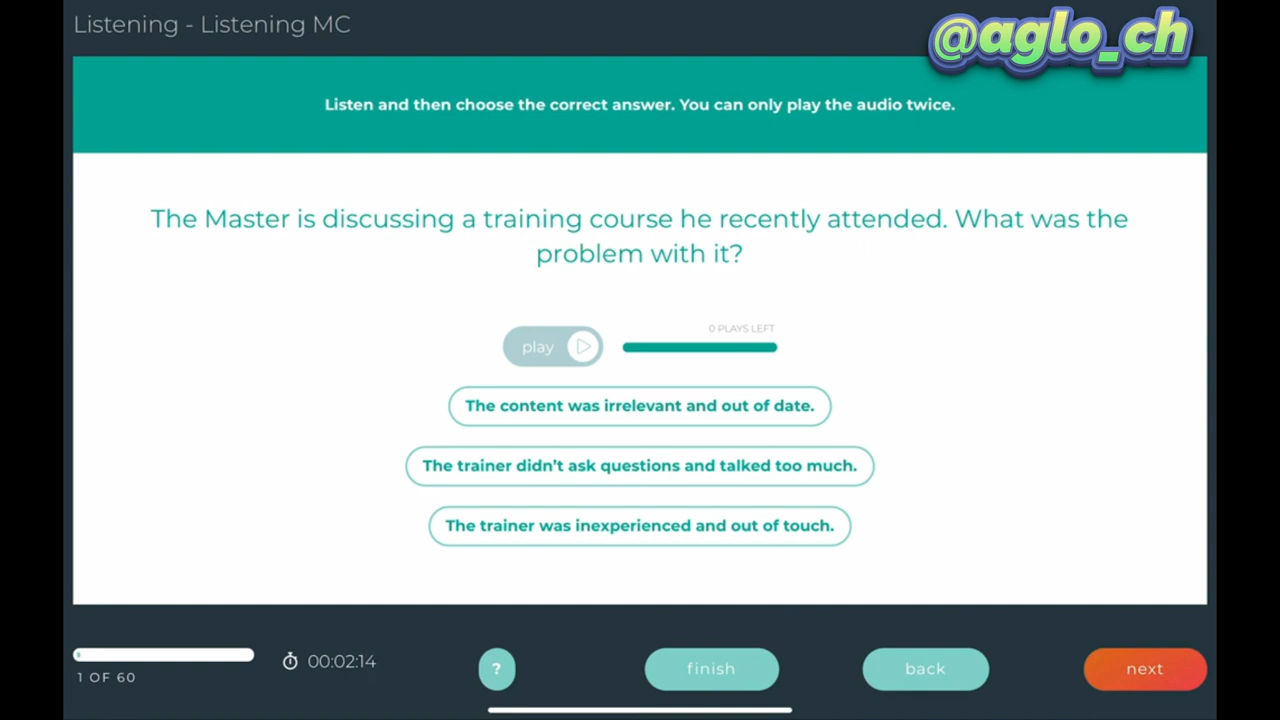 Listening - Listening MC
@aglo_ch
Listen and then choose the correct answer. You can only play the audio twice.
The Master is discussing a training course he recently attended. What was the
problem with it?
0 PLAYS LEFT
play
The content was irrelevant and out of date.
The trainer didn’t ask questions and talked too much.
The trainer was inexperienced and out of touch.
1 OF 60
00:02:14
?
finish
back
next